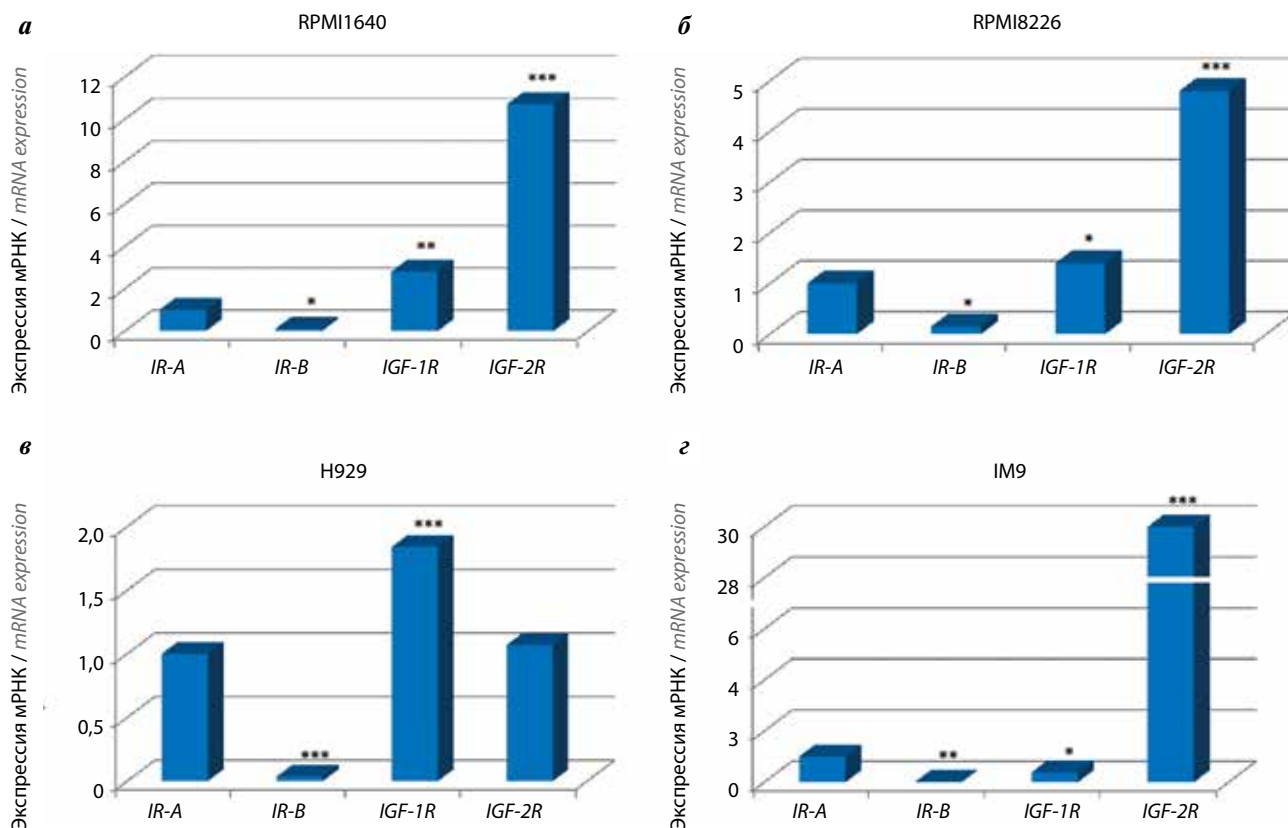 а
RPMI1640
Экспрессия мРНК / mRNA expression
12
10
8
6
4
2
0
***
**
*
IR-A
IR-B
IGF-1R
IGF-2R
б
RPMI8226
Экспрессия мРНК / mRNA expression
5
4
3
2
1
0
***
*
*
IR-A
IR-B
IGF-1R
IGF-2R
в
H929
Экспрессия мРНК / mRNA expression
2,0
1,5
1,0
0,5
0
***
***
IR-A
IR-B
IGF-1R
IGF-2R
г
IM9
Экспрессия мРНК / mRNA expression
30
28
6
4
3
0
***
**
*
IR-A
IR-B
IGF-1R
IGF-2R